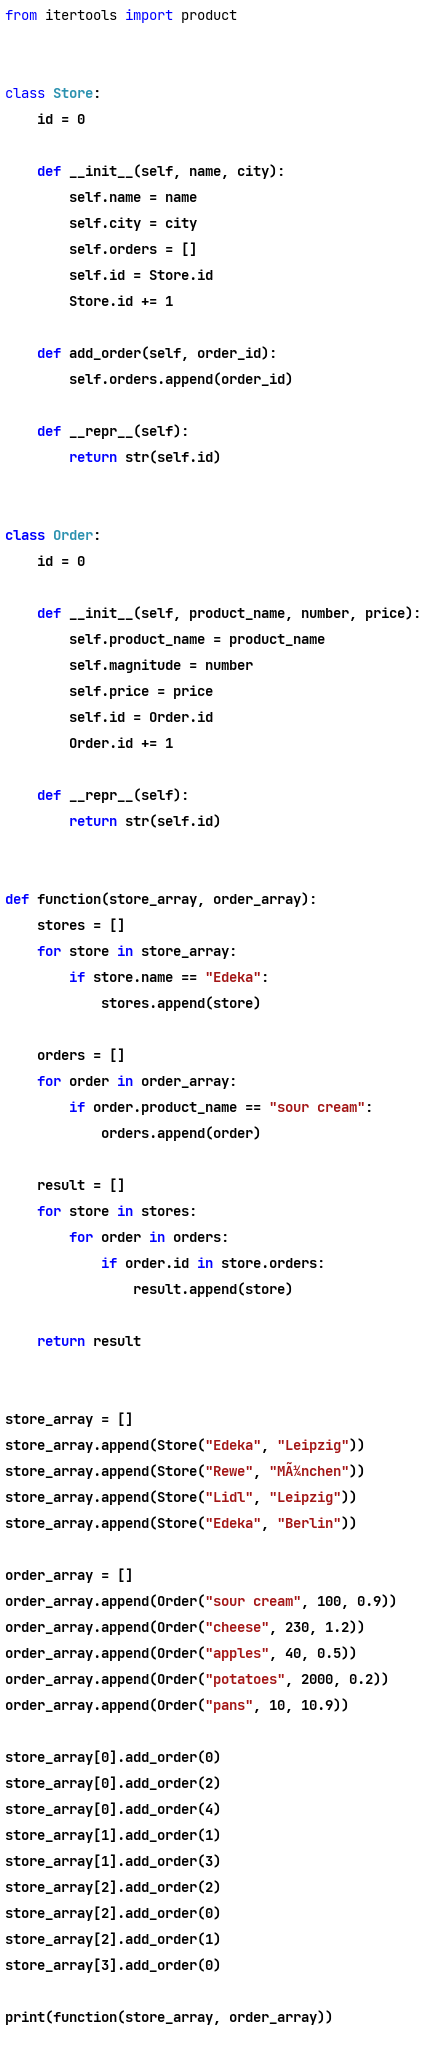 from itertools import product
class Store:
    id = 0
    def __init__(self, name, city):
        self.name = name
        self.city = city
        self.orders = []
        self.id = Store.id
        Store.id += 1
    def add_order(self, order_id):
        self.orders.append(order_id)
    def __repr__(self):
        return str(self.id)
class Order:
    id = 0
    def __init__(self, product_name, number, price):
        self.product_name = product_name
        self.magnitude = number
        self.price = price
        self.id = Order.id
        Order.id += 1
    def __repr__(self):
        return str(self.id)
def function(store_array, order_array):
    stores = []
    for store in store_array:
        if store.name == "Edeka":
            stores.append(store)
    orders = []
    for order in order_array:
        if order.product_name == "sour cream":
            orders.append(order)
    result = []
    for store in stores:
        for order in orders:
            if order.id in store.orders:
                result.append(store)
    return result
store_array = []
store_array.append(Store("Edeka", "Leipzig"))
store_array.append(Store("Rewe", "MÃ¼nchen"))
store_array.append(Store("Lidl", "Leipzig"))
store_array.append(Store("Edeka", "Berlin"))
order_array = []
order_array.append(Order("sour cream", 100, 0.9))
order_array.append(Order("cheese", 230, 1.2))
order_array.append(Order("apples", 40, 0.5))
order_array.append(Order("potatoes", 2000, 0.2))
order_array.append(Order("pans", 10, 10.9))
store_array[0].add_order(0)
store_array[0].add_order(2)
store_array[0].add_order(4)
store_array[1].add_order(1)
store_array[1].add_order(3)
store_array[2].add_order(2)
store_array[2].add_order(0)
store_array[2].add_order(1)
store_array[3].add_order(0)
print(function(store_array, order_array))